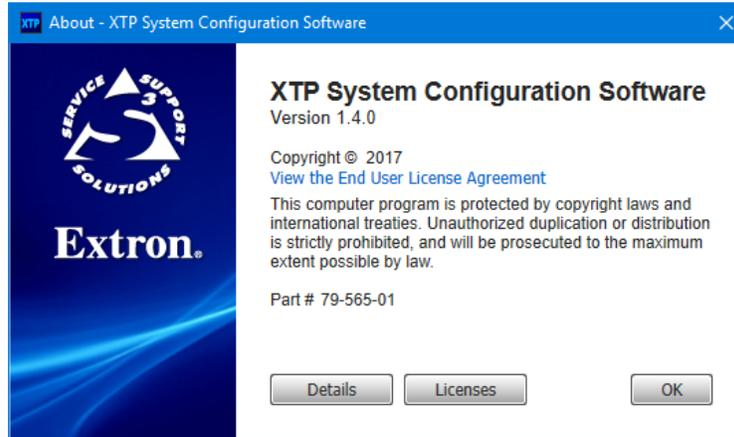 XTP About - XTP System Configuration Software
SERVICE SUPPORT SOLUTIONS
S3
Extron®
XTP System Configuration Software
Version 1.4.0
Copyright © 2017
View the End User License Agreement
This computer program is protected by copyright laws and
international treaties. Unauthorized duplication or distribution
is strictly prohibited, and will be prosecuted to the maximum
extent possible by law.
Part # 79-565-01
Details Licenses OK